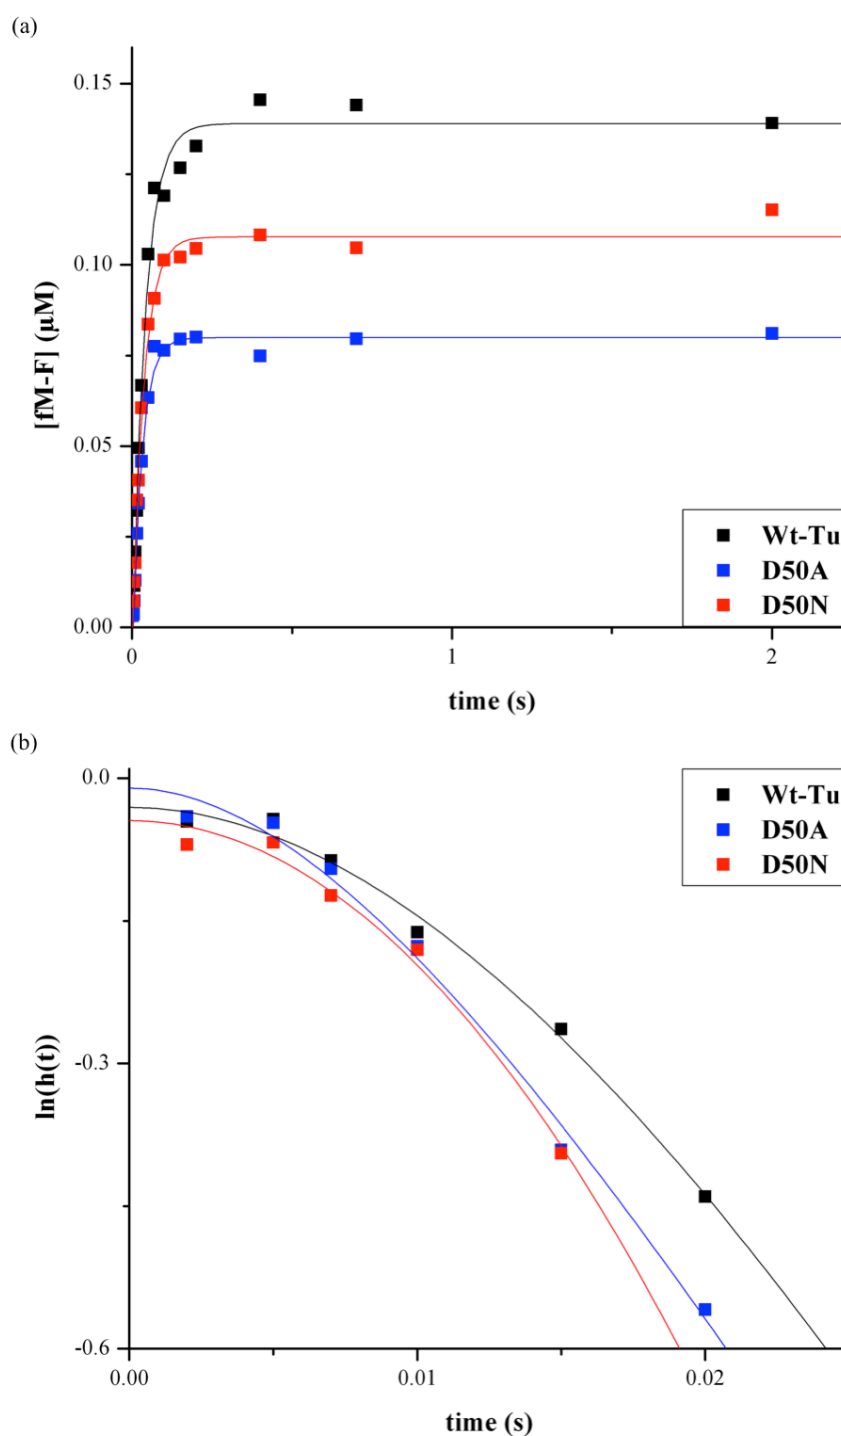 (a)
0.15
0.10
0.05
0.00
[fM-F] (µM)
Wt-Tu
D50A
D50N
0
1
2
time (s)
(b)
0.0
-0.3
-0.6
ln(h(t))
Wt-Tu
D50A
D50N
0.00
0.01
0.02
time (s)